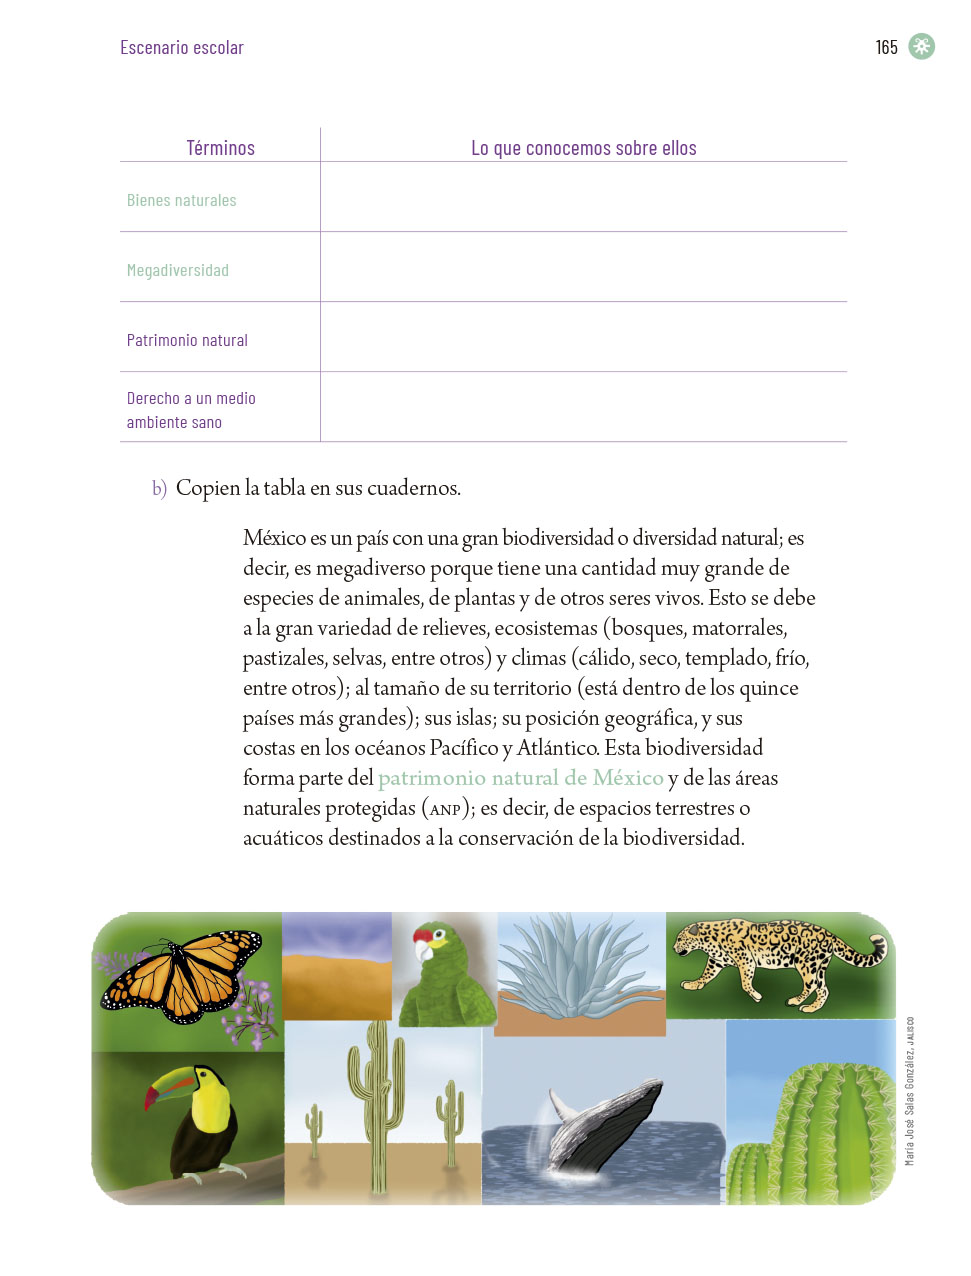 Escenario escolar
165
Términos
Lo que conocemos sobre ellos
Bienes naturales
Megadiversidad
Patrimonio natural
Derecho a un medio
ambiente sano
b) Copien la tabla en sus cuadernos.
México es un país con una gran biodiversidad o diversidad natural; es
decir, es megadiverso porque tiene una cantidad muy grande de
especies de animales, de plantas y de otros seres vivos. Esto se debe
a la gran variedad de relieves, ecosistemas (bosques, matorrales,
pastizales, selvas, entre otros) y climas (cálido, seco, templado, frío,
entre otros); al tamaño de su territorio (está dentro de los quince
países más grandes); sus islas; su posición geográfica, y sus
costas en los océanos Pacífico y Atlántico. Esta biodiversidad
forma parte del patrimonio natural de México y de las áreas
naturales protegidas (ANP); es decir, de espacios terrestres o
acuáticos destinados a la conservación de la biodiversidad.
María José Salas González, JALISCO